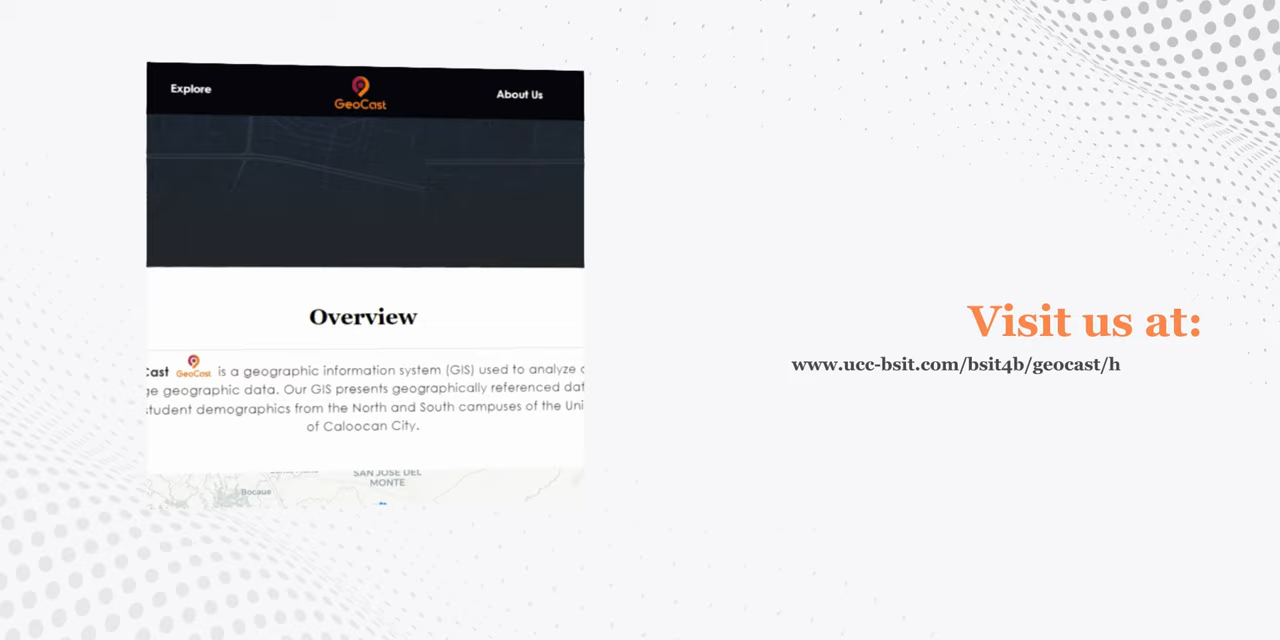 Explore
GeoCast
About Us
Overview
Cast GeoCast is a geographic information system (GIS) used to analyze
geographic data. Our GIS presents geographically referenced
student demographics from the North and South campuses of the
of Caloocan City.
SAN JOSE DEL
MONTE
Bocaue
Visit us at:
www.ucc-bsit.com/bsit4b/geocast/h